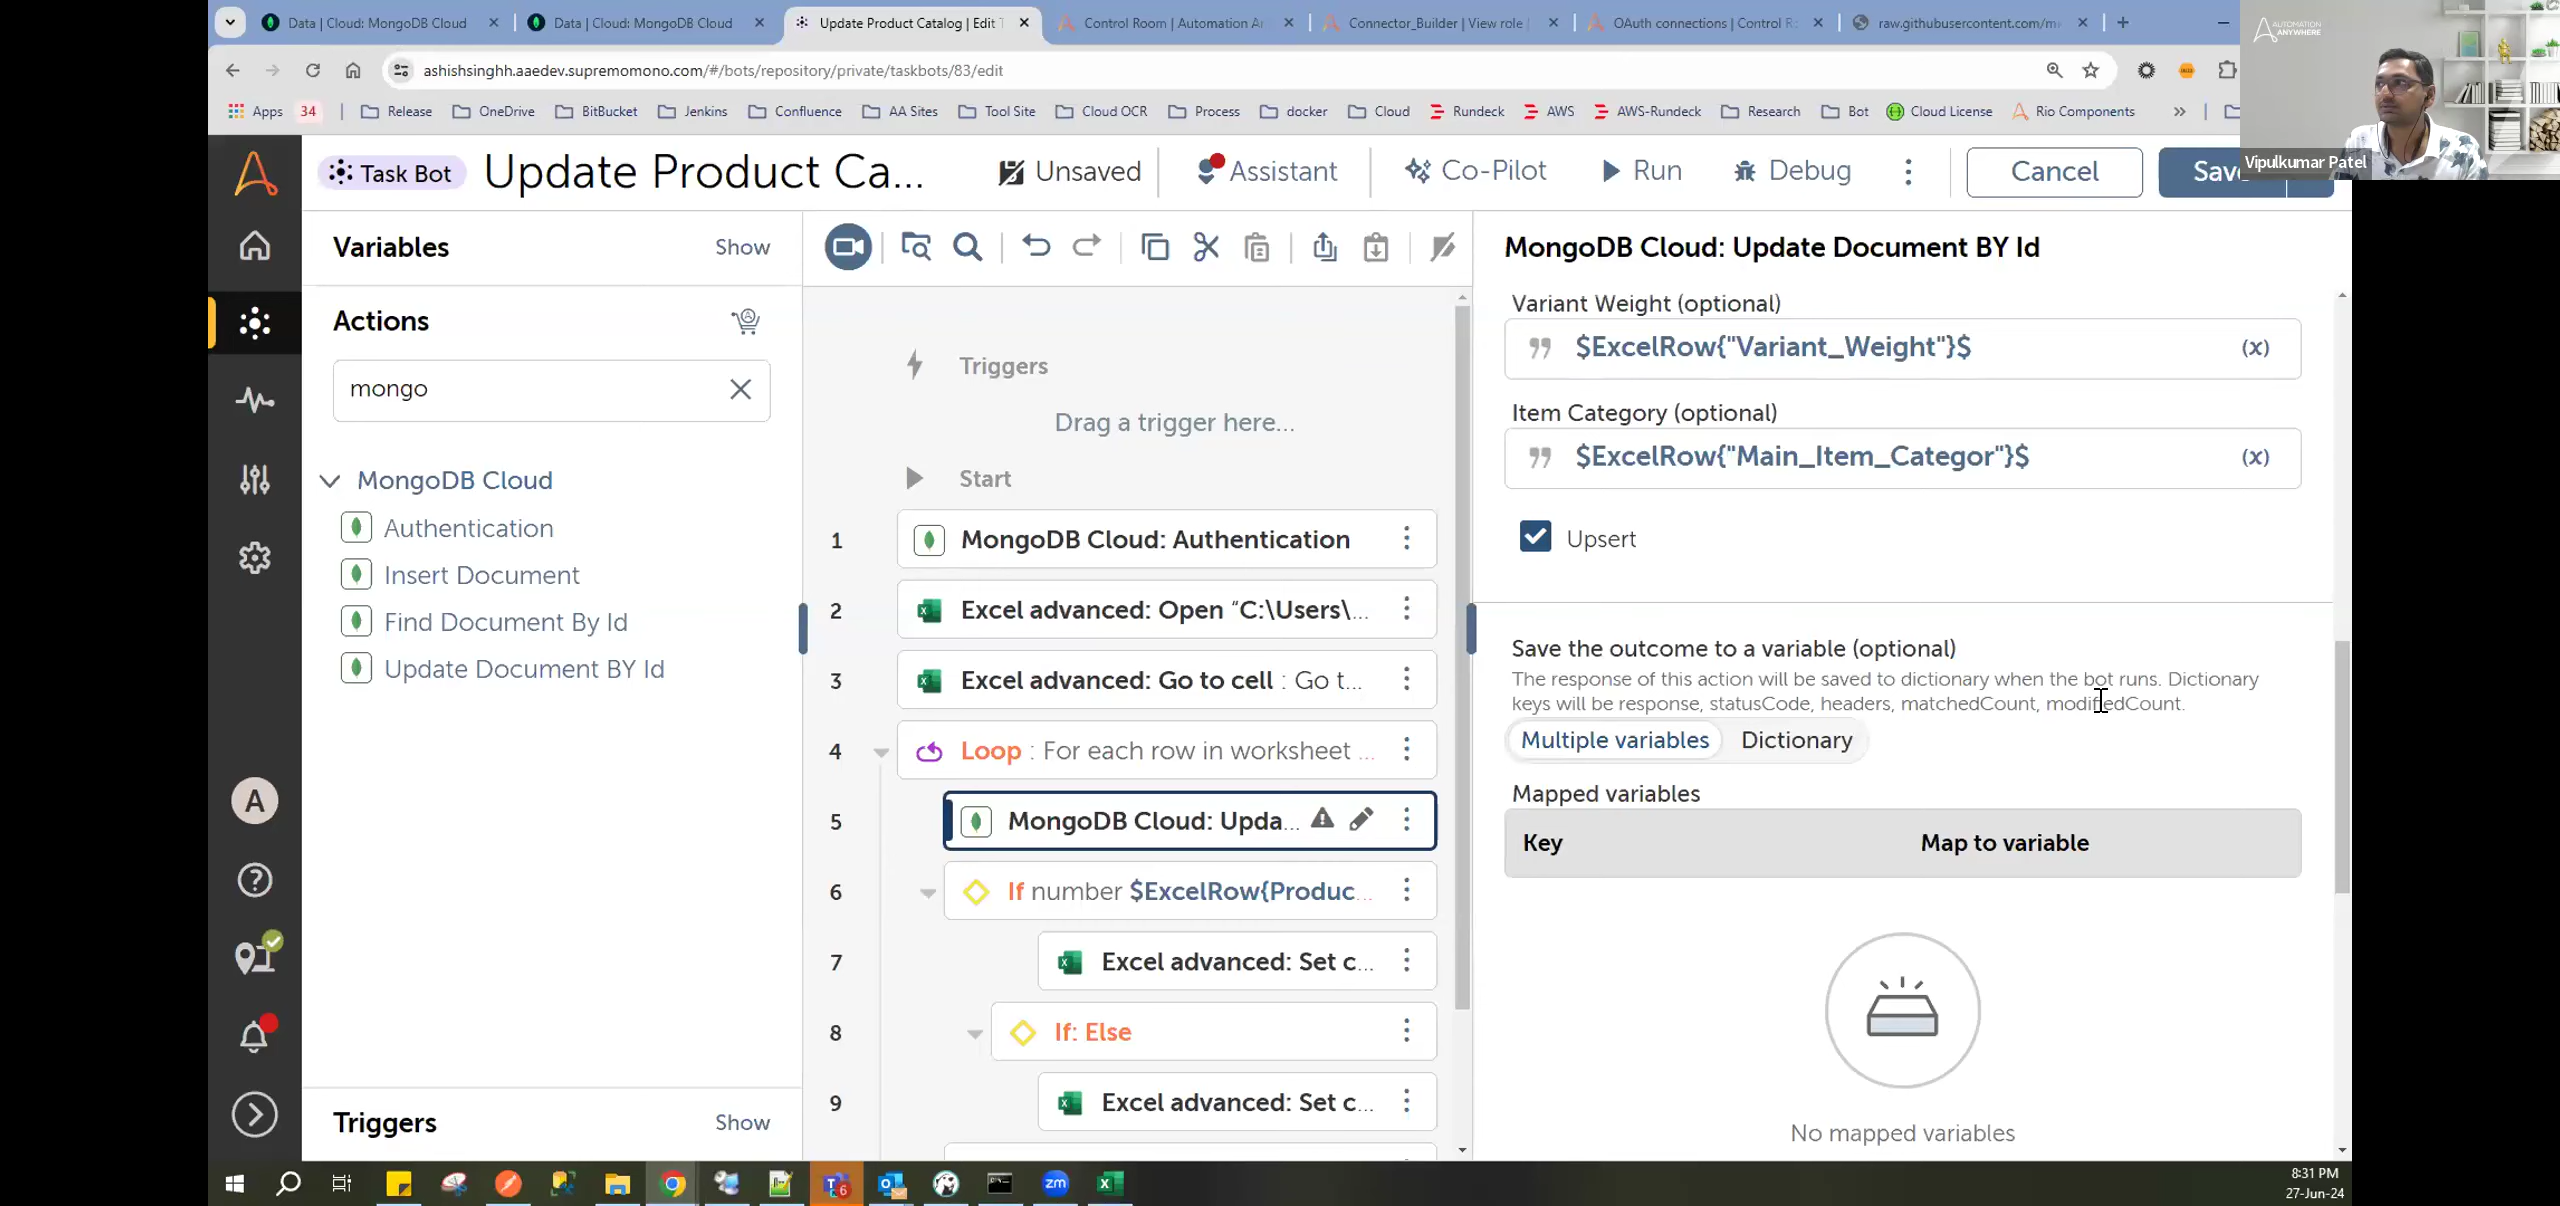 Data | Cloud: MongoDB Cloud
Data | Cloud: MongoDB Cloud
Update Product Catalog | Edit T
Control Room | Automation A
Connector_Builder | View role |
OAuth connections | Control R
raw.githubusercontent.com/m
ashishsinghh.aaedev.supremomono.com/#/bots/repository/private/taskbots/83/edit
Apps 34 Release OneDrive BitBucket Jenkins Confluence AA Sites Tool Site Cloud OCR Process docker Cloud Rundeck AWS AWS-Rundeck Research Bot Cloud License Rio Components
AUTOMATION
ANYWHERE
Vipulkumar Patel
Task Bot Update Product Ca... Unsaved Assistant Co-Pilot Run Debug Cancel Save
Variables Show
Actions
mongo
MongoDB Cloud
Authentication
Insert Document
Find Document By Id
Update Document BY Id
Triggers Show
Triggers
Drag a trigger here...
Start
1 MongoDB Cloud: Authentication
2 Excel advanced: Open “C:\Users\...
3 Excel advanced: Go to cell : Go t...
4 Loop : For each row in worksheet ...
5 MongoDB Cloud: Upda...
6 If number $ExcelRow{Produc...
7 Excel advanced: Set c...
8 If: Else
9 Excel advanced: Set c...
MongoDB Cloud: Update Document BY Id
Variant Weight (optional)
$ExcelRow{"Variant_Weight"}$ (x)
Item Category (optional)
$ExcelRow{"Main_Item_Categor"}$ (x)
Upsert
Save the outcome to a variable (optional)
The response of this action will be saved to dictionary when the bot runs. Dictionary
keys will be response, statusCode, headers, matchedCount, modifiedCount.
Multiple variables Dictionary
Mapped variables
Key Map to variable
No mapped variables
A
6
zm
8:31 PM
27-Jun-24